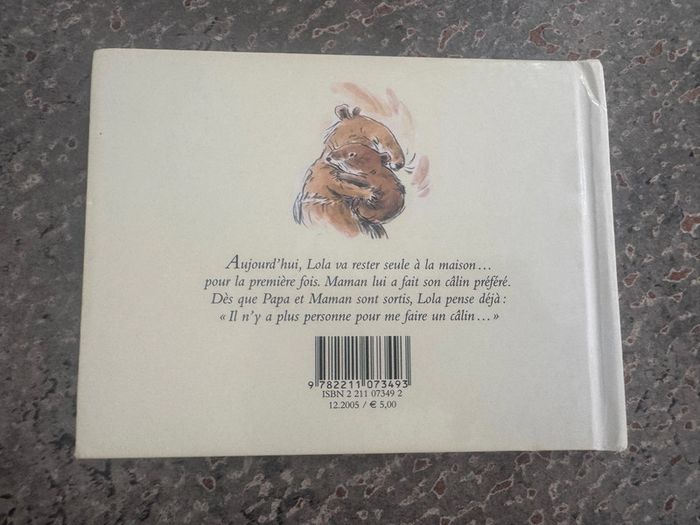 Aujourd'hui, Lola va rester seule à la maison…
pour la première fois. Maman lui a fait son câlin préféré.
Dès que Papa et Maman sont sortis, Lola pense déjà :
« Il n'y a plus personne pour me faire un câlin… »
9 782211 073493
ISBN 2 211 07349 2
12.2005 / € 5,00